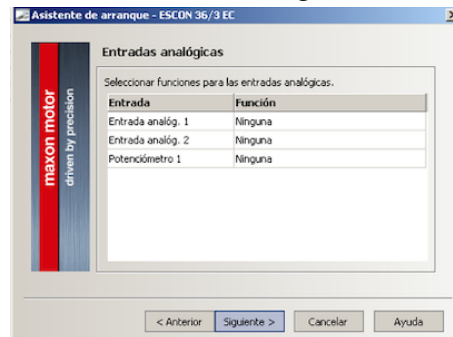 Asistente de arranque - ESCON 36/3 EC
maxon motor
driven by precision
Entradas analógicas
Seleccionar funciones para las entradas analógicas.
Entrada Función
Entrada analóg. 1 Ninguna
Entrada analóg. 2 Ninguna
Potenciómetro 1 Ninguna
< Anterior Siguiente > Cancelar Ayuda